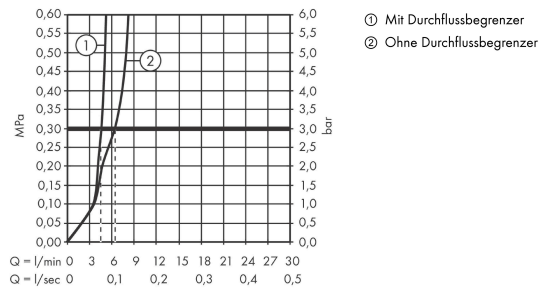 0,60 6,0
0,55 5,5
0,50 5,0
0,45 4,5
0,40 4,0
0,35 3,5
0,30 3,0
0,25 2,5
0,20 2,0
0,15 1,5
0,10 1,0
0,05 0,5
0,00 0,0
MPa
bar
1
2
Q = l/min 0 3 6 9 12 15 18 21 24 27 30
Q = l/sec 0 0,1 0,2 0,3 0,4 0,5
① Mit Durchflussbegrenzer
② Ohne Durchflussbegrenzer